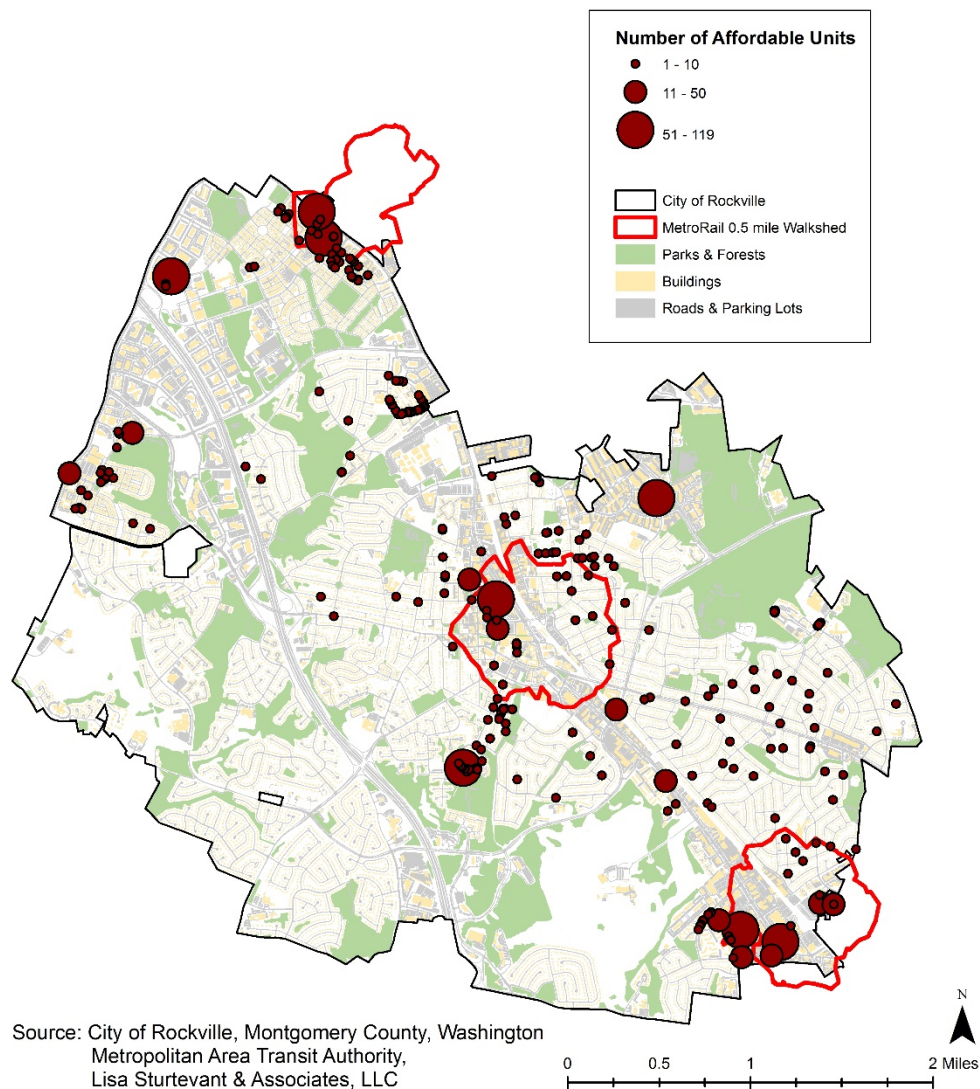 Number of Affordable Units
1 - 10
11 - 50
51 - 119
City of Rockville
MetroRail 0.5 mile Walkshed
Parks & Forests
Buildings
Roads & Parking Lots
Source: City of Rockville, Montgomery County, Washington
Metropolitan Area Transit Authority,
Lisa Sturtevant & Associates, LLC
N
0 0.5 1 2 Miles